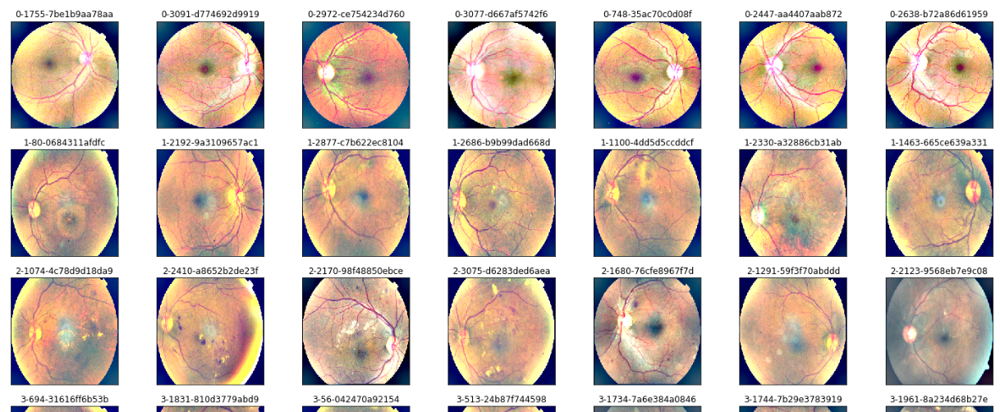 0-1755-7be1b9aa78aa 0-3091-d774692d9919 0-2972-ce754234d760 0-3077-d667af5742f6 0-748-35ac70c0d08f 0-2447-aa4407aab872 0-2638-b72a86d61959
1-80-0684311afdfc 1-2192-9a3109657ac1 1-2877-c7b622ec8104 1-2686-b9b99dad668d 1-1100-4dd5d5ccddcf 1-2330-a32886cb31ab 1-1463-665ce639a331
2-1074-4c78d9d18da9 2-2410-a8652b2de23f 2-2170-98f48850ebce 2-3075-d6283ded6aea 2-1680-76cfe8967f7d 2-1291-59f3f70abddd 2-2123-9568eb7e9c08
3-694-31616ff6b53b 3-1831-810d3779abd9 3-56-042470a92154 3-513-24b87f744598 3-1734-7a6e384a0846 3-1744-7b29e3783919 3-1961-8a234d68b27e